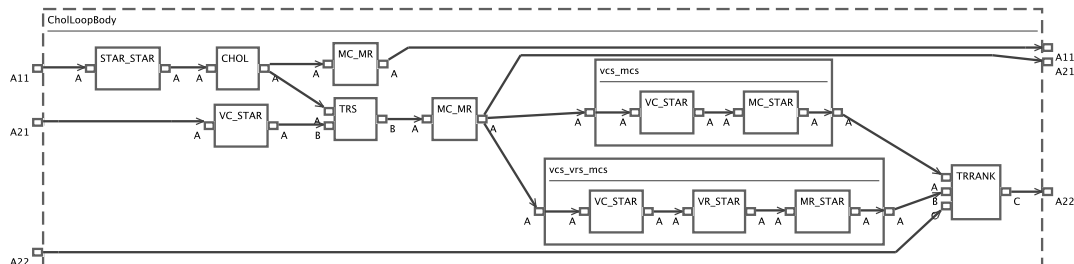 CholLoopBody
STAR_STAR CHOL MC_MR
A11 A A A A A A A11
A21
vcs_mcs
VC_STAR MC_STAR
VC_STAR TRS MC_MR
A A A A A A
A21 A A A B B A A
vcs_vrs_mcs
TRRANK
VC_STAR VR_STAR MR_STAR
A B C A22
A A A A A A A A
A22